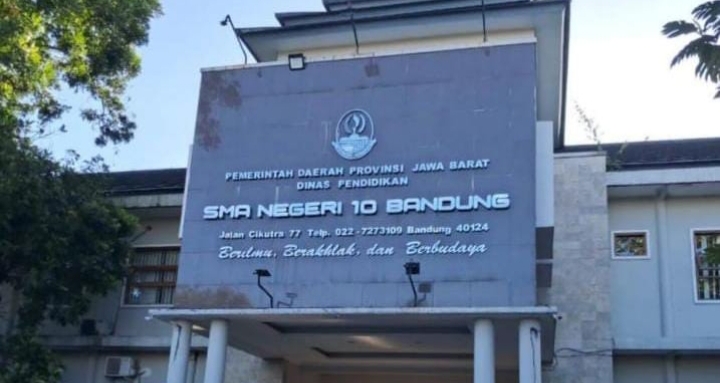 PEMERINTAH DAERAH PROVINSI JAWA BARAT
DINAS PENDIDIKAN
SMA NEGERI 10 BANDUNG
Jalan Cikutra 77 Telp. 022-7273109 Bandung 40124
Berilmu, Berakhlak, dan Berbudaya